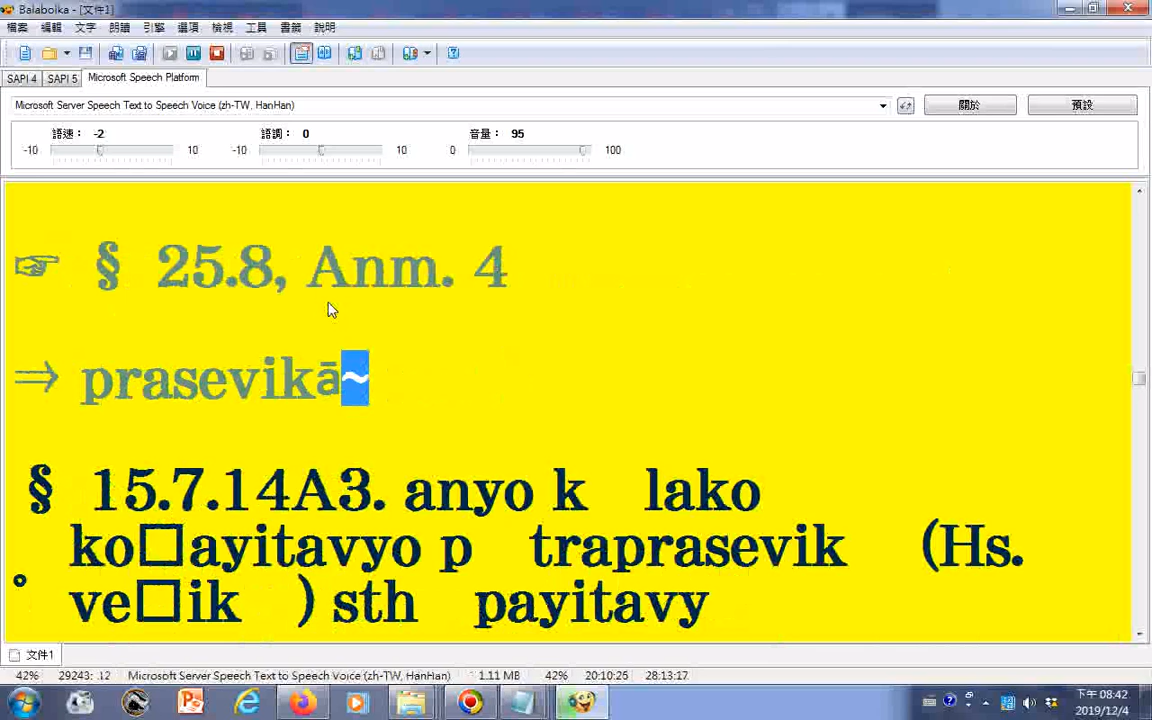 Balabolka - [文件1]
檔案 編輯 文字 朗讀 引擎 選項 檢視 工具 書籤 說明
SAPI 4 SAPI 5 Microsoft Speech Platform
Microsoft Server Speech Text to Speech Voice (zh-TW, HanHan) 關於 預設
語速： -2 語調： 0 音量： 95
-10 10 -10 10 0 100
☞ § 25.8, Anm. 4
⇒ prasevikā~
§ 15.7.14A3. anyo k lako
ko□ayitavyo p traprasevik (Hs.
° ve□ik ) sth payitavy
文件1
42% 29243: 12 Microsoft Server Speech Text to Speech Voice (zh-TW, HanHan) 1.11 MB 42% 20:10:25 28:13:17
下午 08:42
2019/12/4